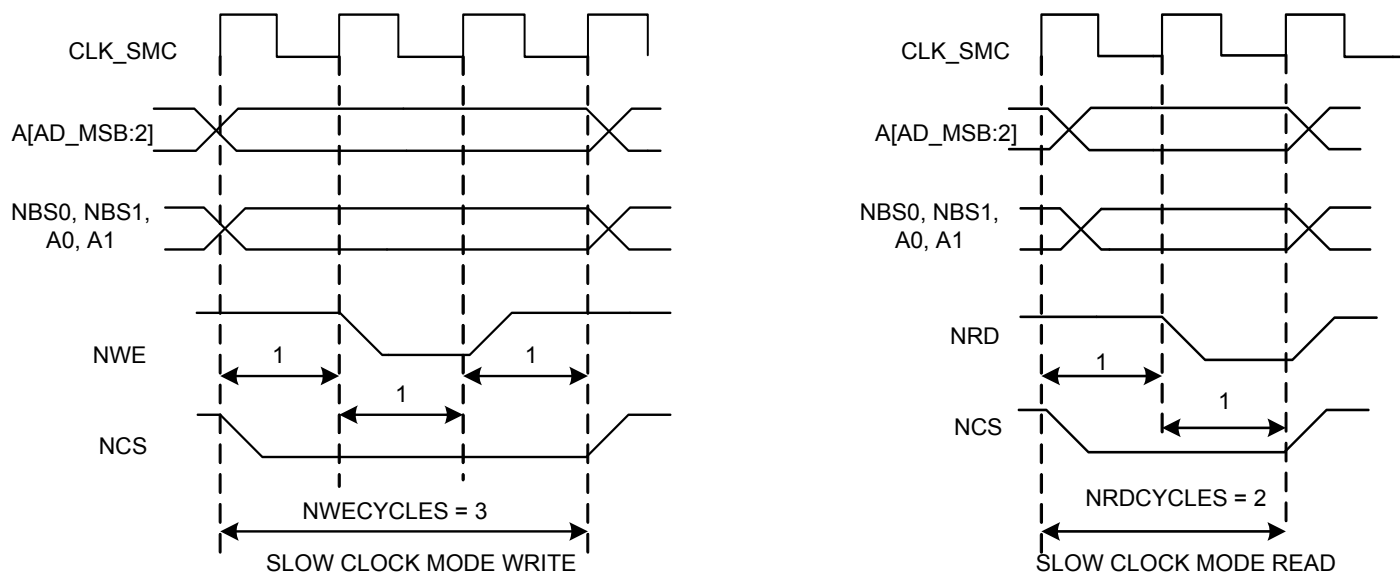 CLK_SMC
A[AD_MSB:2]
NBS0, NBS1,
A0, A1
NWE
1
1
1
NCS
NWECYCLES = 3
SLOW CLOCK MODE WRITE
CLK_SMC
A[AD_MSB:2]
NBS0, NBS1,
A0, A1
NRD
1
1
NCS
NRDCYCLES = 2
SLOW CLOCK MODE READ